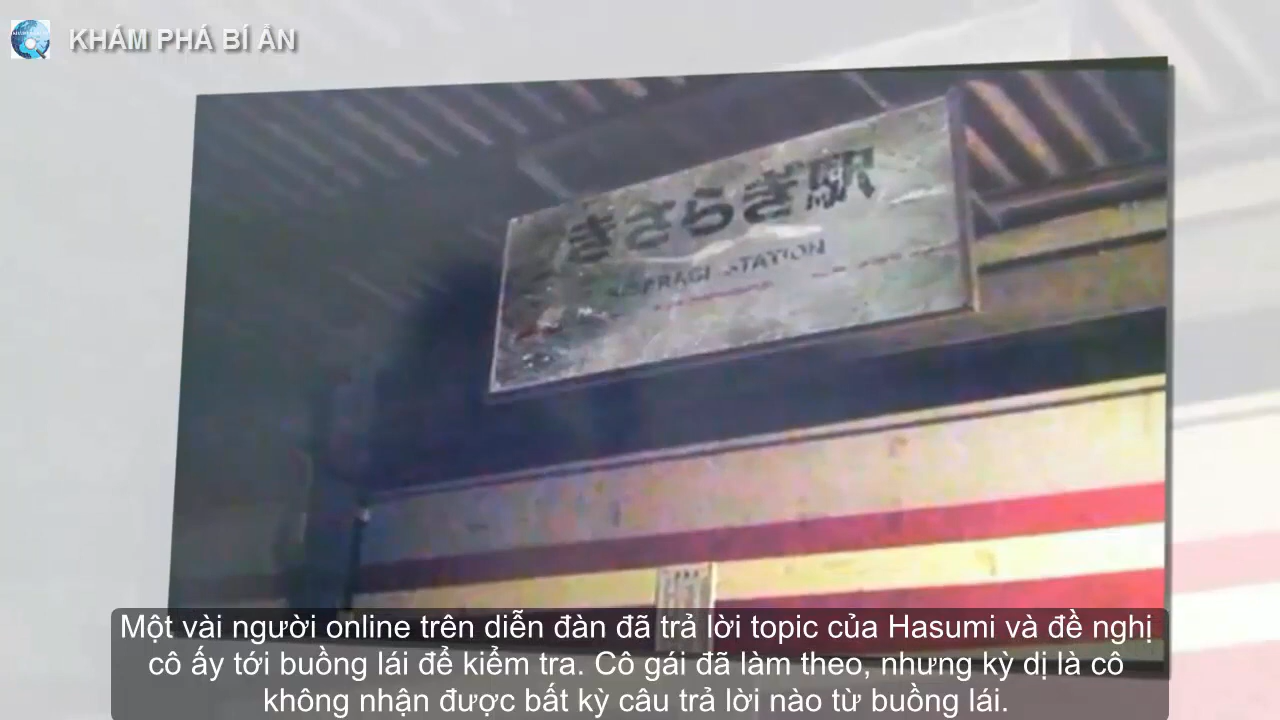 KHÁM PHÁ BÍ ẨN
きさらぎ駅
STATION
Một vài người online trên diễn đàn đã trả lời topic của Hasumi và đề nghị
cô ấy tới buồng lái để kiểm tra. Cô gái đã làm theo, nhưng kỳ dị là cô
không nhận được bất kỳ câu trả lời nào từ buồng lái.